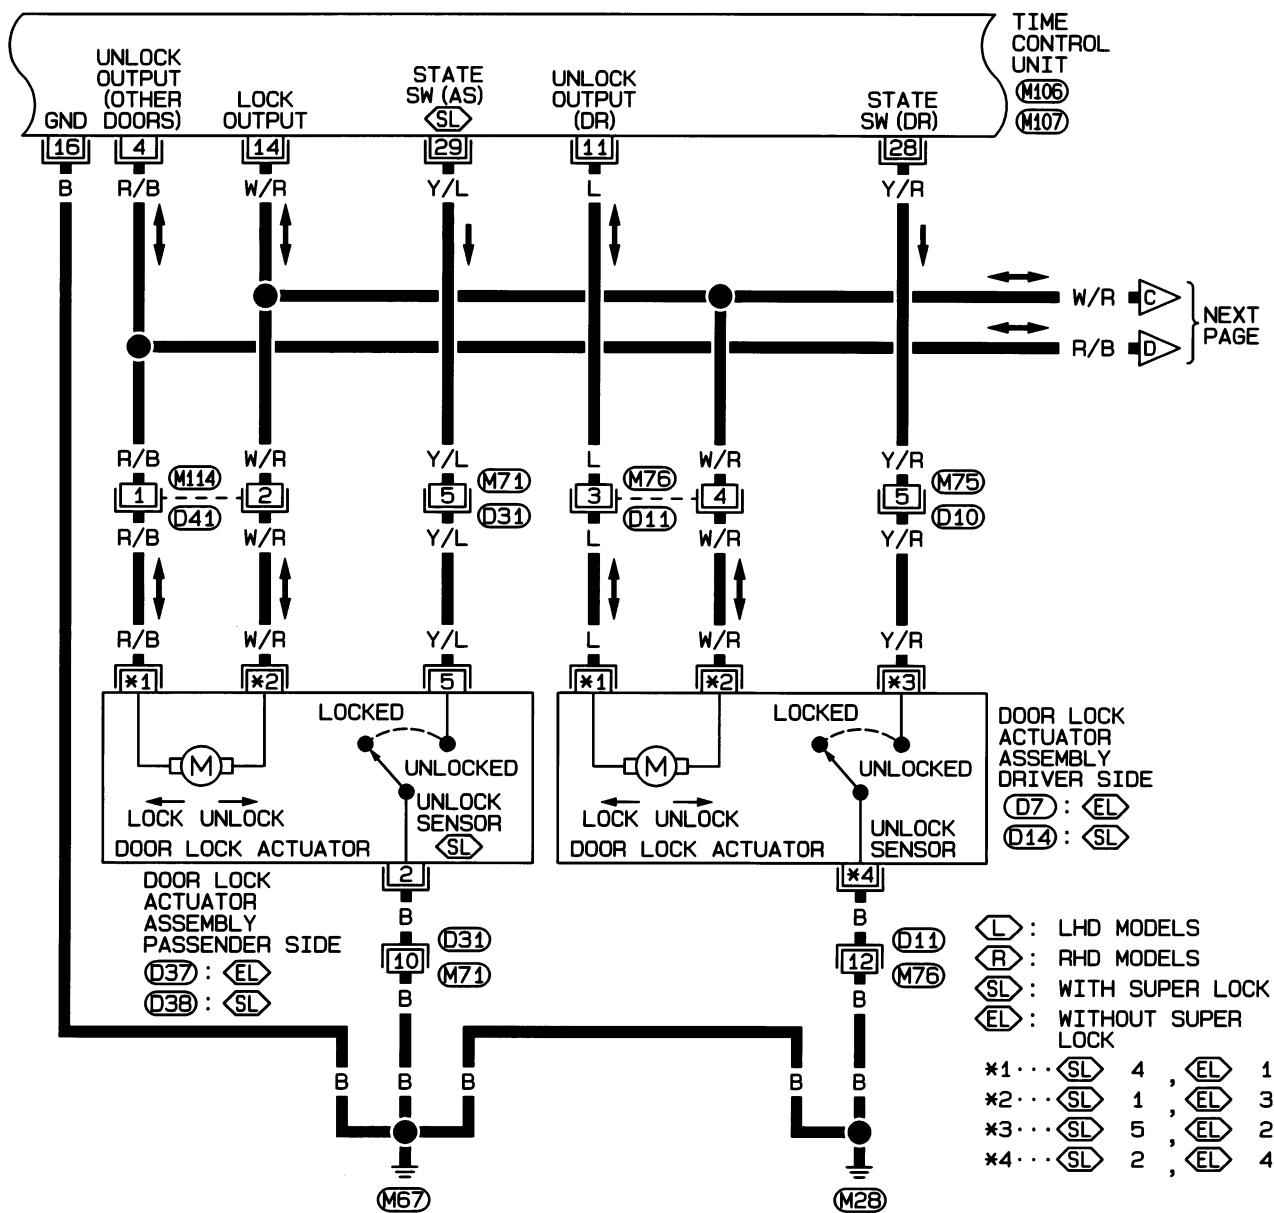 TIME
CONTROL
UNIT
M106
M107
UNLOCK
OUTPUT
(OTHER
DOORS)
GND
LOCK
OUTPUT
STATE
SW (AS)
SL
UNLOCK
OUTPUT
(DR)
STATE
SW (DR)
16 4 14 29 11 28
B R/B W/R Y/L L Y/R
W/R C
R/B D
NEXT
PAGE
R/B W/R Y/L L W/R Y/R
M114 M71 M76 M75
1 2 5 3 4 5
D41 D31 D11 D10
R/B W/R Y/L L W/R Y/R
R/B W/R Y/L L W/R Y/R
*1 *2 5 *1 *2 *3
LOCKED
UNLOCKED
M
LOCK UNLOCK
UNLOCK
SENSOR
SL
DOOR LOCK ACTUATOR
LOCKED
UNLOCKED
M
LOCK UNLOCK
UNLOCK
SENSOR
DOOR LOCK ACTUATOR
DOOR LOCK
ACTUATOR
ASSEMBLY
DRIVER SIDE
D7 : EL
D14 : SL
2 *4
DOOR LOCK
ACTUATOR
ASSEMBLY
PASSENDER SIDE
D37 : EL
D38 : SL
B B
D31 D11
10 12
M71 M76
B B
L : LHD MODELS
R : RHD MODELS
SL : WITH SUPER LOCK
EL : WITHOUT SUPER
LOCK
*1··· SL 4 , EL 1
*2··· SL 1 , EL 3
*3··· SL 5 , EL 2
*4··· SL 2 , EL 4
B B B B B
M67 M28